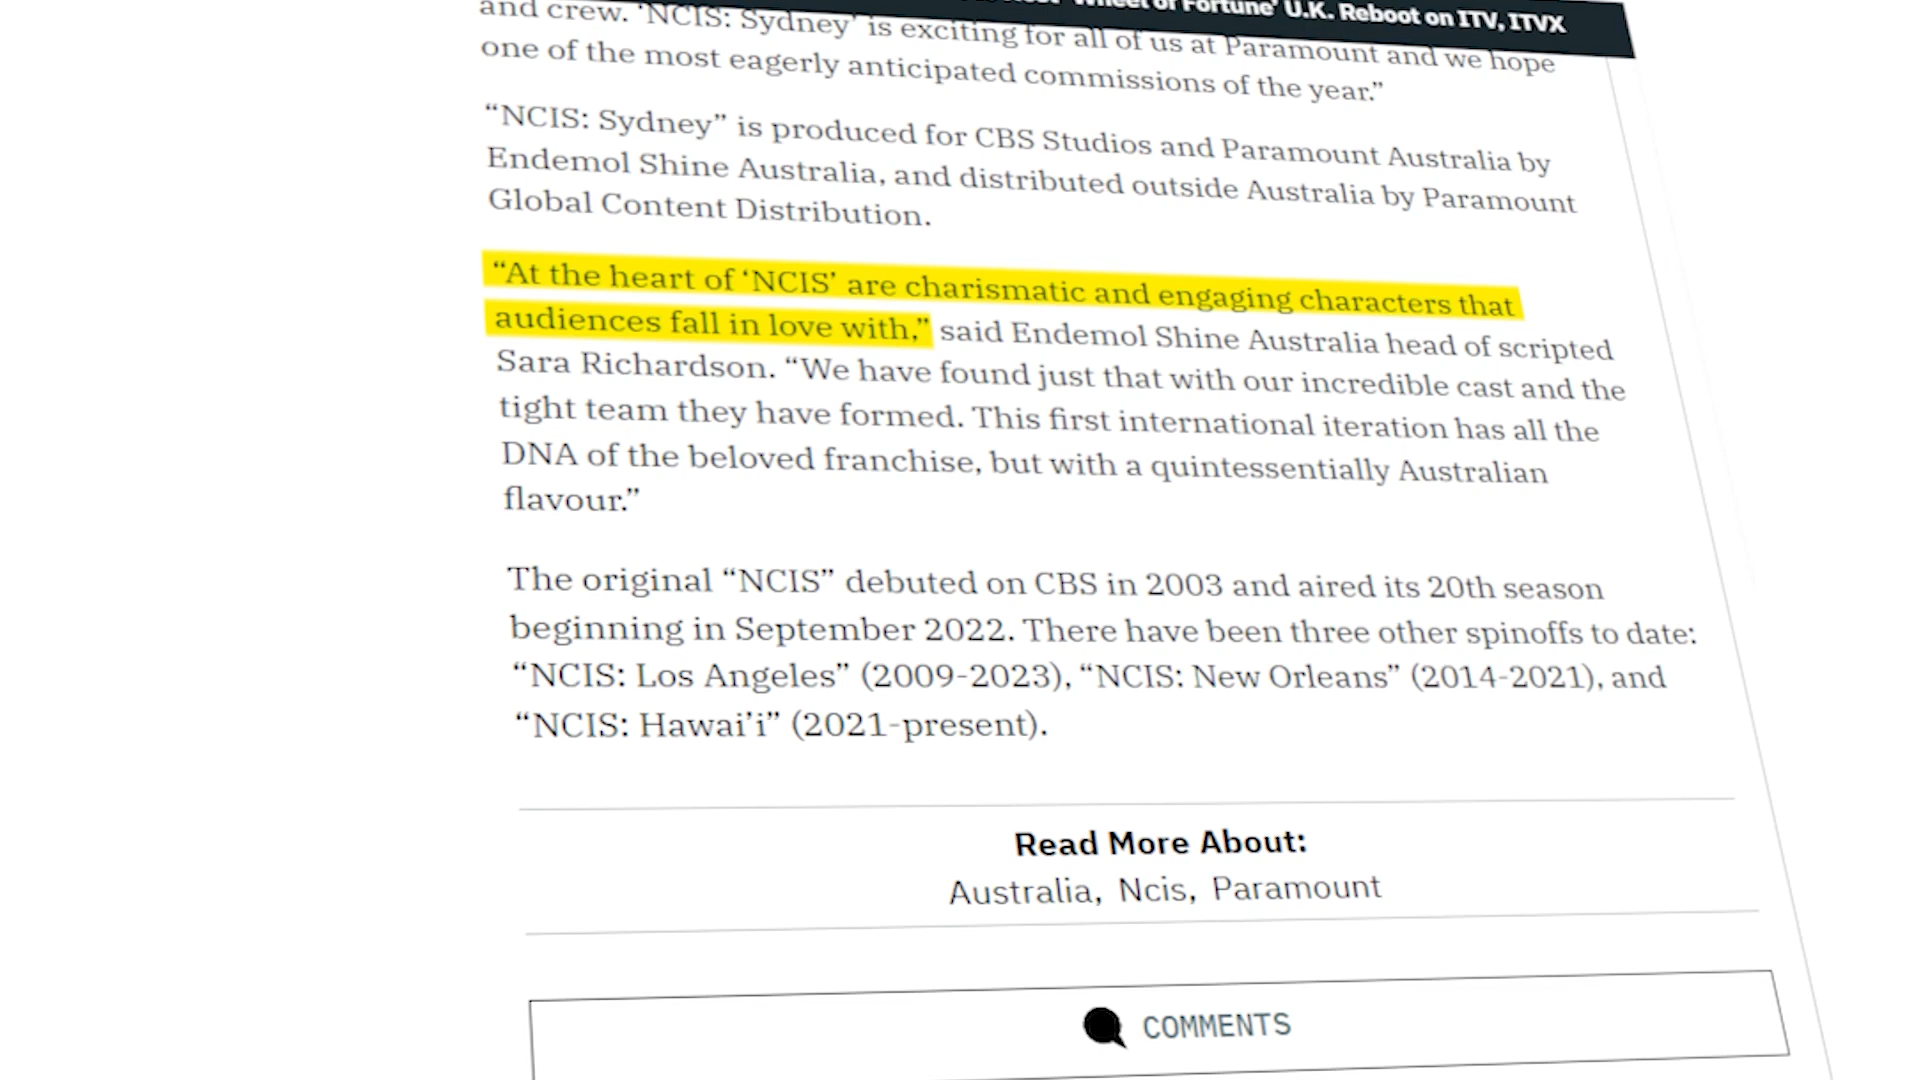 of Fortune’ U.K. Reboot on ITV, ITVX
and crew. ‘NCIS: Sydney’ is exciting for all of us at Paramount and we hope
one of the most eagerly anticipated commissions of the year.”
“NCIS: Sydney” is produced for CBS Studios and Paramount Australia by
Endemol Shine Australia, and distributed outside Australia by Paramount
Global Content Distribution.
“At the heart of ‘NCIS’ are charismatic and engaging characters that
audiences fall in love with,” said Endemol Shine Australia head of scripted
Sara Richardson. “We have found just that with our incredible cast and the
tight team they have formed. This first international iteration has all the
DNA of the beloved franchise, but with a quintessentially Australian
flavour.”
The original “NCIS” debuted on CBS in 2003 and aired its 20th season
beginning in September 2022. There have been three other spinoffs to date:
“NCIS: Los Angeles” (2009-2023), “NCIS: New Orleans” (2014-2021), and
“NCIS: Hawai’i” (2021-present).
Read More About:
Australia, Ncis, Paramount
COMMENTS